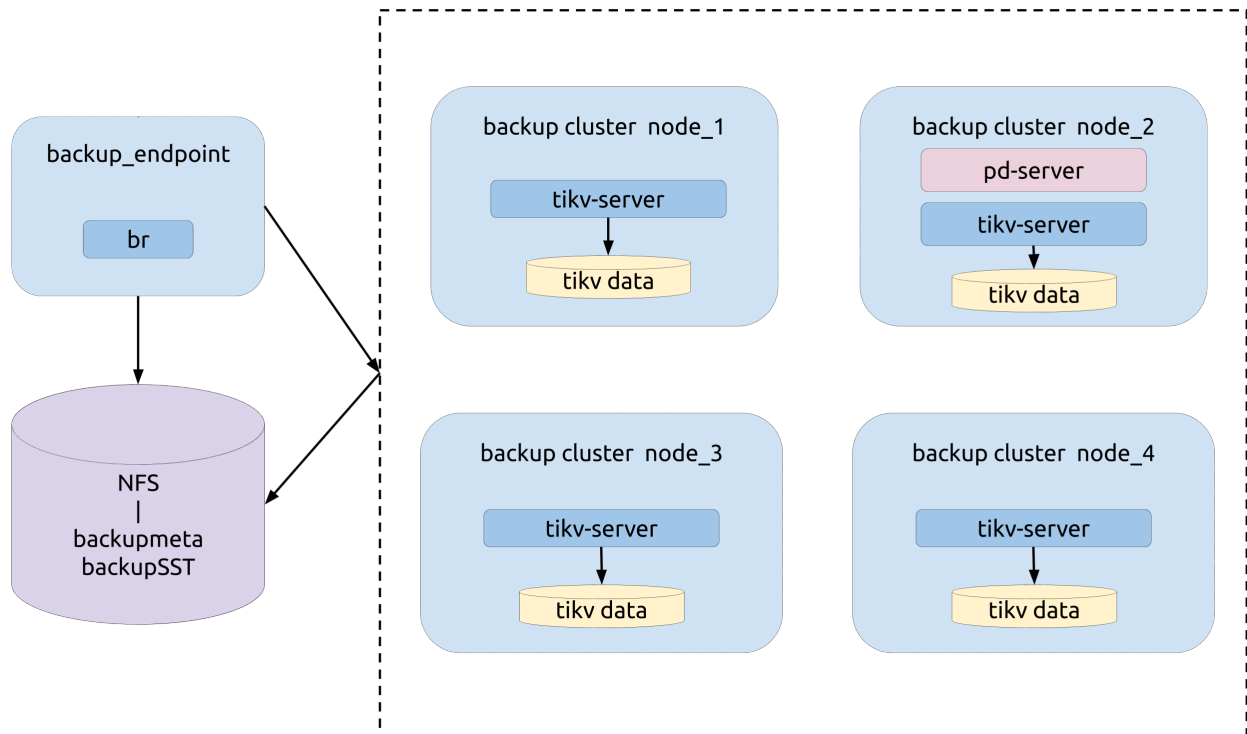 backup_endpoint
br
NFS
|
backupmeta
backupSST
backup cluster node_1
tikv-server
tikv data
backup cluster node_2
pd-server
tikv-server
tikv data
backup cluster node_3
tikv-server
tikv data
backup cluster node_4
tikv-server
tikv data